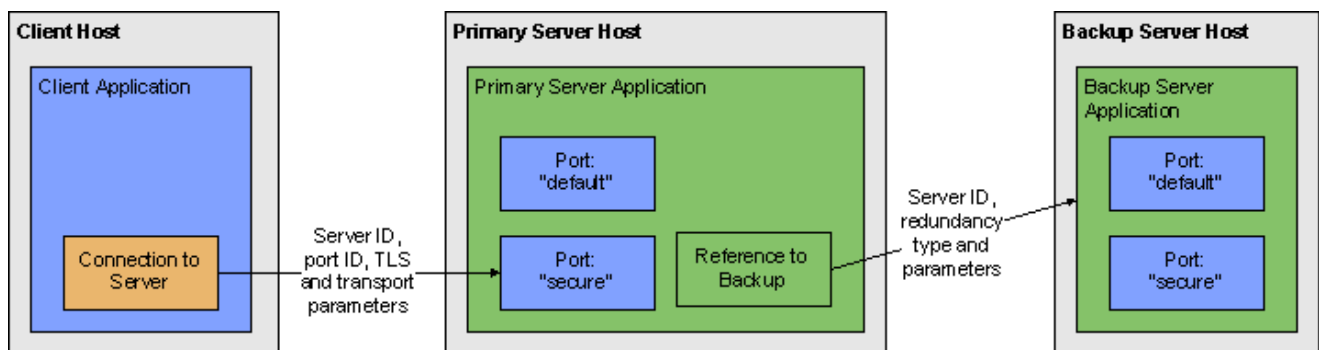 Client Host
Client Application
Connection to
Server
Server ID,
port ID, TLS
and transport
parameters
Primary Server Host
Primary Server Application
Port:
"default"
Port:
"secure"
Reference to
Backup
Server ID,
redundancy
type and
parameters
Backup Server Host
Backup Server
Application
Port:
"default"
Port:
"secure"